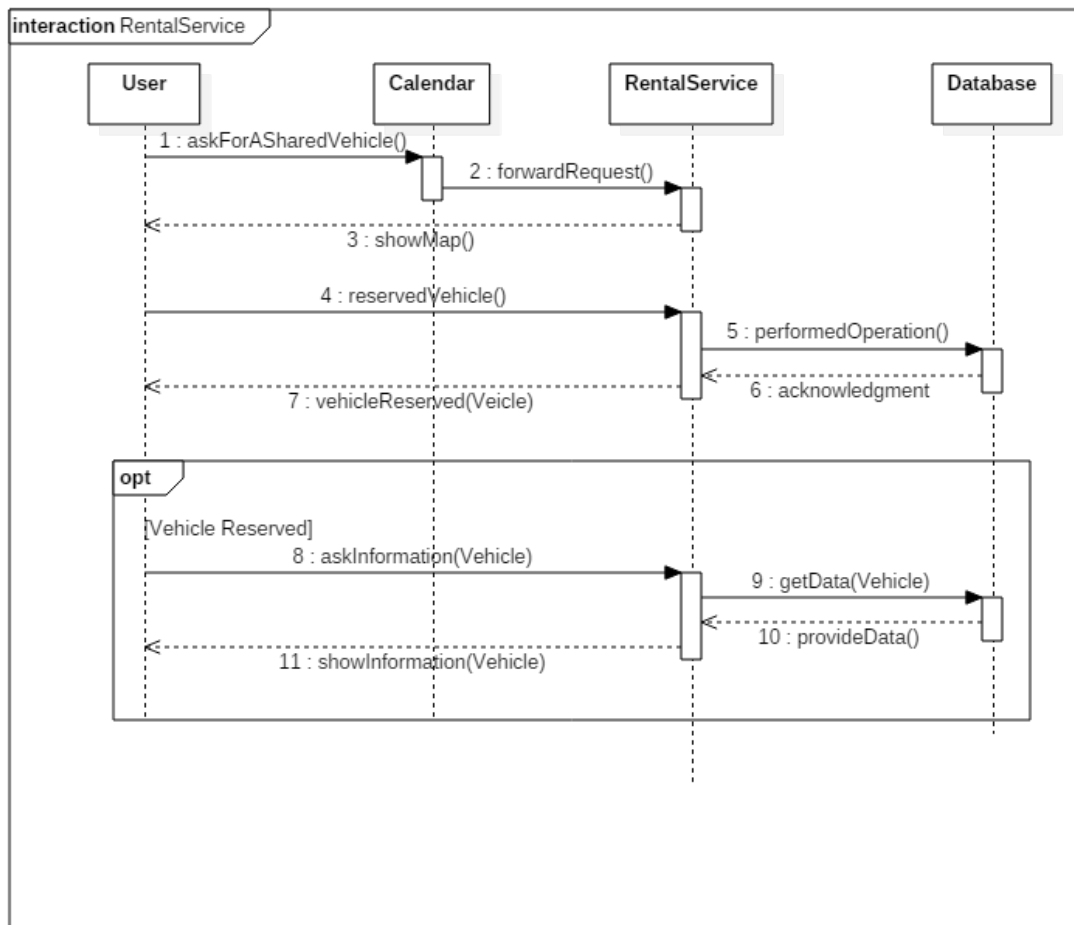 interaction RentalService
User
Calendar
RentalService
Database
1 : askForASharedVehicle()
2 : forwardRequest()
3 : showMap()
4 : reservedVehicle()
5 : performedOperation()
6 : acknowledgment
7 : vehicleReserved(Veicle)
opt
[Vehicle Reserved]
8 : askInformation(Vehicle)
9 : getData(Vehicle)
10 : provideData()
11 : showInformation(Vehicle)